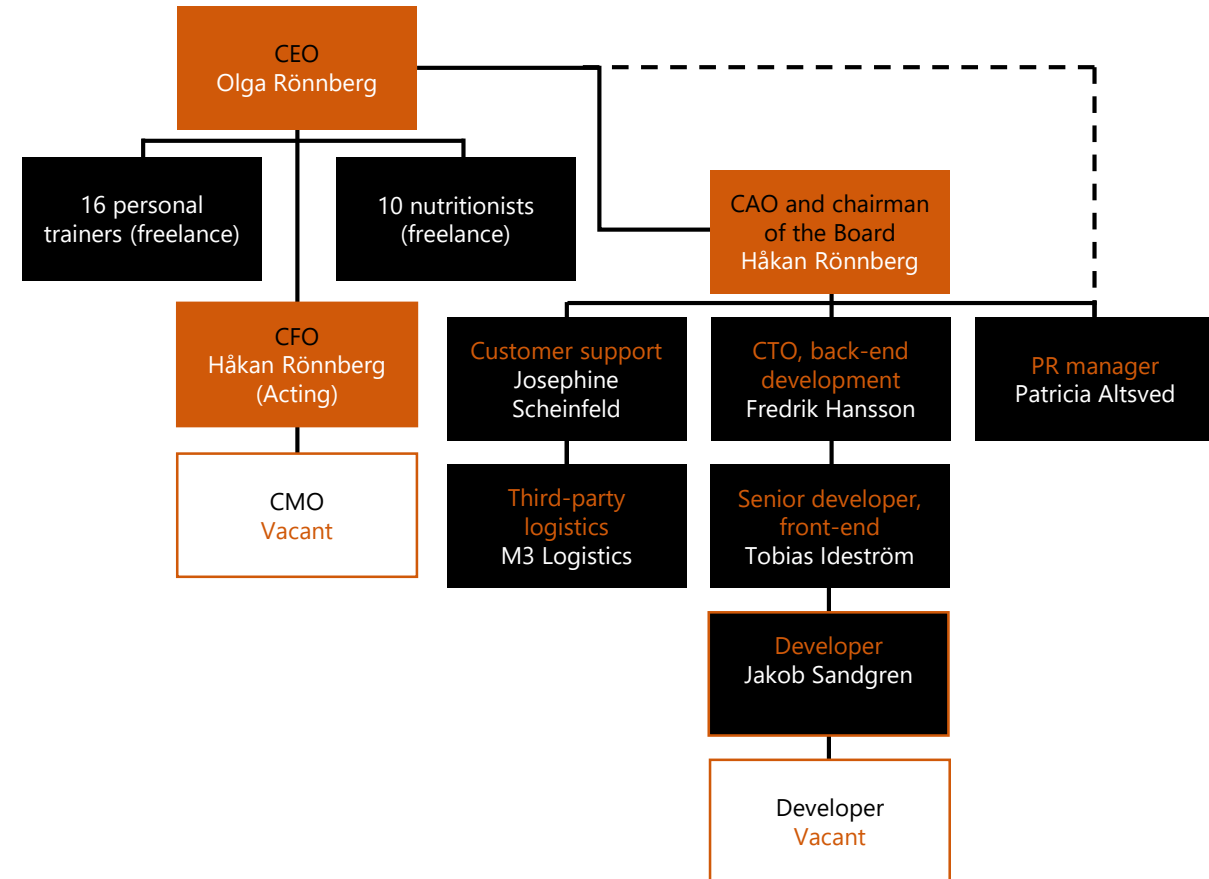 CEO
Olga Rönnberg
16 personal
trainers (freelance)
10 nutritionists
(freelance)
CAO and chairman
of the Board
Håkan Rönnberg
CFO
Håkan Rönnberg
(Acting)
Customer support
Josephine
Scheinfeld
CTO, back-end
development
Fredrik Hansson
PR manager
Patricia Altsved
CMO
Vacant
Third-party
logistics
M3 Logistics
Senior developer,
front-end
Tobias Ideström
Developer
Jakob Sandgren
Developer
Vacant